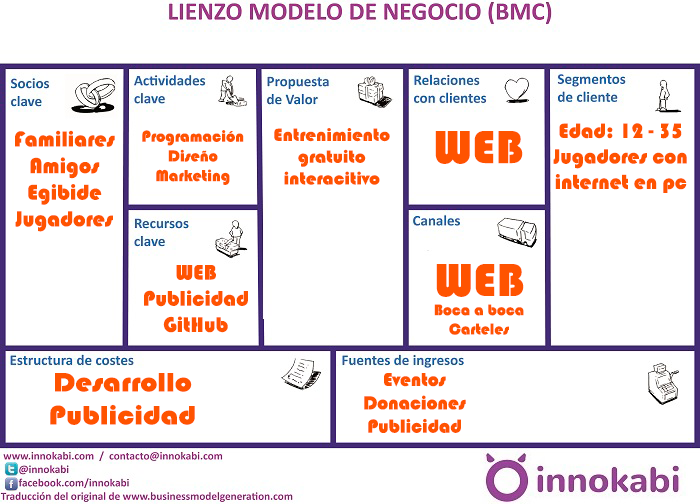 LIENZO MODELO DE NEGOCIO (BMC)
Socios
clave
Familiares
Amigos
Egibide
Jugadores
Actividades
clave
Programación
Diseño
Marketing
Recursos
clave
WEB
Publicidad
GitHub
Propuesta
de Valor
Entrenimiento
gratuito
interacitivo
Relaciones
con clientes
WEB
Canales
WEB
Boca a boca
Carteles
Segmentos
de cliente
Edad: 12 - 35
Jugadores con
internet en pc
Estructura de costes
Desarrollo
Publicidad
Fuentes de ingresos
Eventos
Donaciones
Publicidad
www.innokabi.com / contacto@innokabi.com
@innokabi
facebook.com/innokabi
Traducción del original de www.businessmodelgeneration.com
innokabi